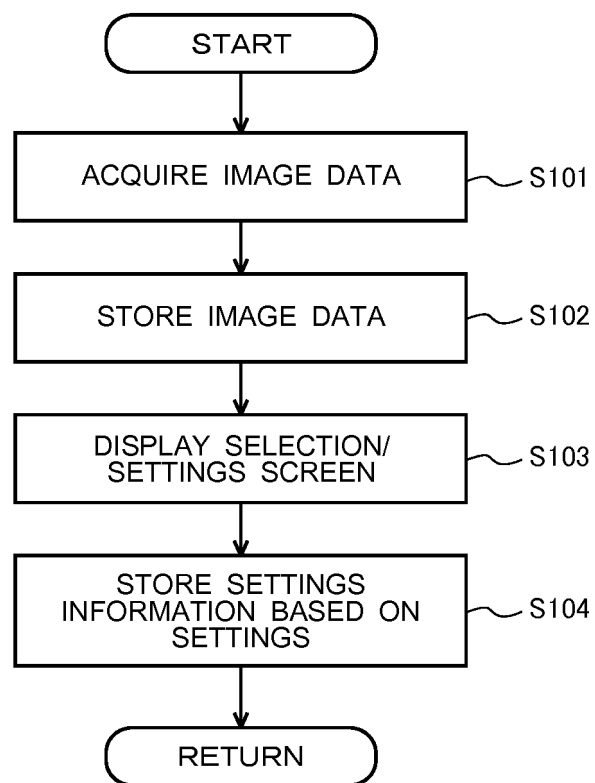 START
ACQUIRE IMAGE DATA
S101
STORE IMAGE DATA
S102
DISPLAY SELECTION/
SETTINGS SCREEN
S103
STORE SETTINGS
INFORMATION BASED ON
SETTINGS
S104
RETURN